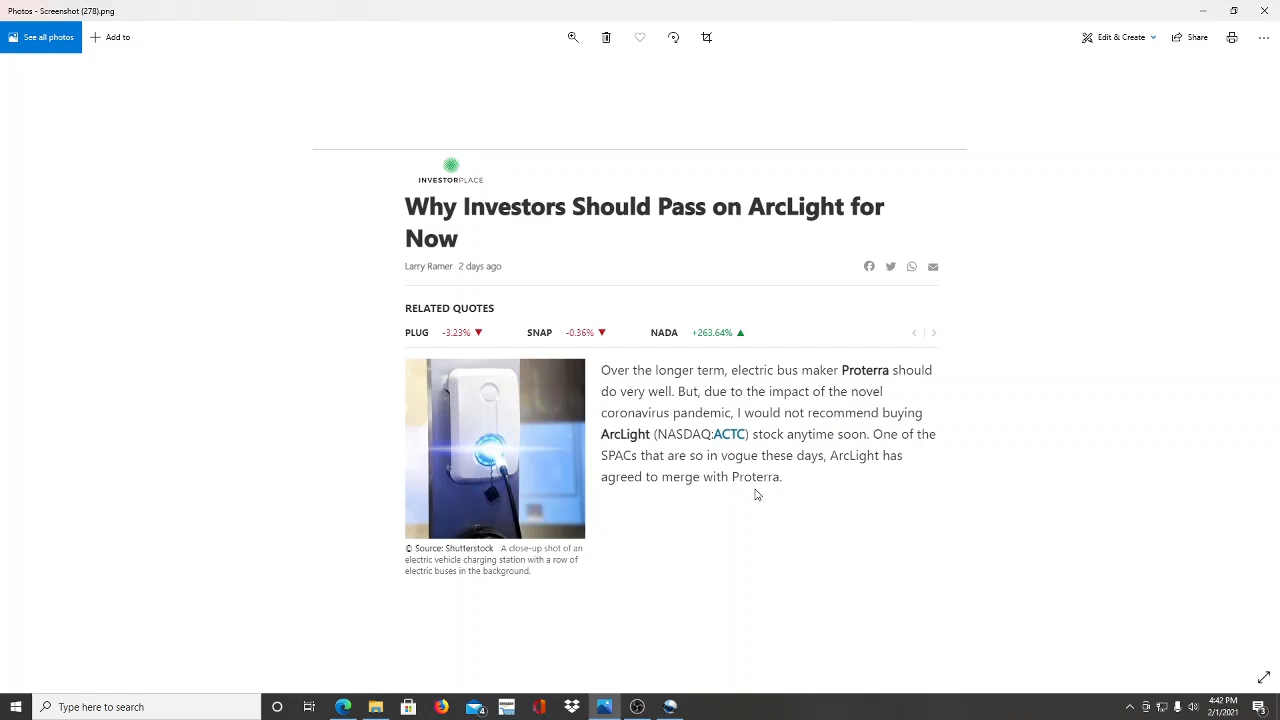 Photos - Screenshot (278).png
See all photos
Add to
Edit & Create
Share
INVESTORPLACE
Why Investors Should Pass on ArcLight for
Now
Larry Ramer 2 days ago
RELATED QUOTES
PLUG -3.23% ▼ SNAP -0.36% ▼ NADA +263.64% ▲
Over the longer term, electric bus maker Proterra should
do very well. But, due to the impact of the novel
coronavirus pandemic, I would not recommend buying
ArcLight (NASDAQ:ACTC) stock anytime soon. One of the
SPACs that are so in vogue these days, ArcLight has
agreed to merge with Proterra.
© Source: Shutterstock A close-up shot of an
electric vehicle charging station with a row of
electric buses in the background.
Type here to search
4
4:42 PM
2/1/2021